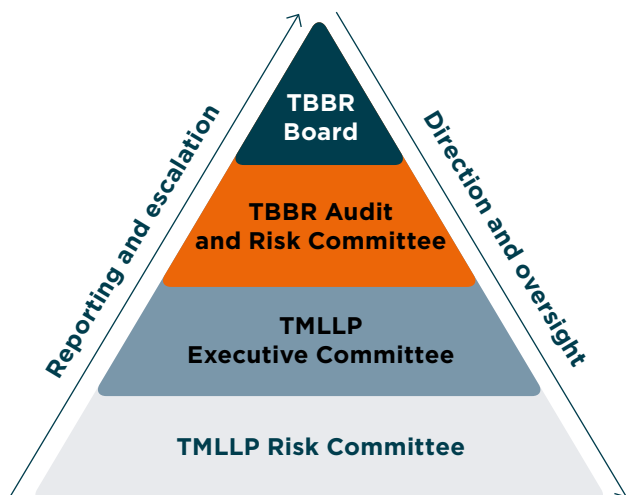 TBBR
Board
Reporting and escalation
Direction and oversight
TBBR Audit
and Risk Committee
TMLLP
Executive Committee
TMLLP Risk Committee